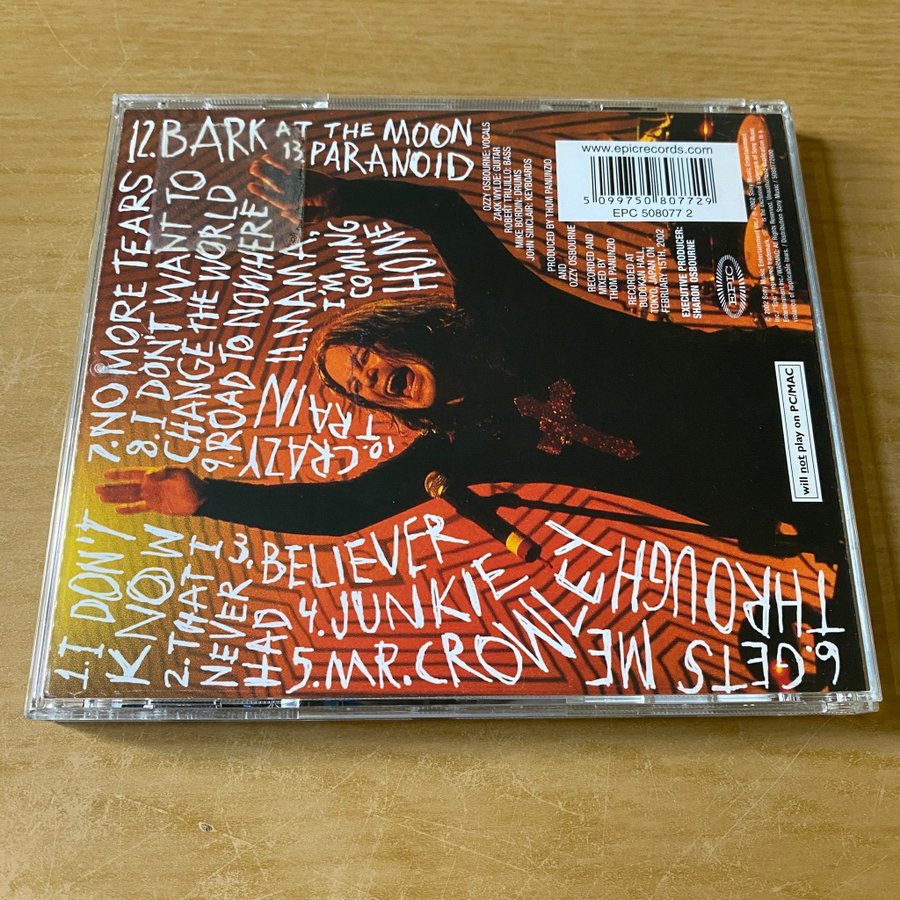 1. I DON'T
KNOW
2. THAT I
NEVER
HAD
3. BELIEVER
4. JUNKIE
5. MR. CROWLEY
6. GETS ME
THROUGH
7. NO MORE TEARS
8. I DON'T WANT TO
CHANGE THE WORLD
9. ROAD TO NOWHERE
10. CRAZY
TRAIN
11. MAMA,
I'M COMING
HOME
12. BARK AT THE MOON
13. PARANOID
OZZY OSBOURNE: VOCALS
ZAKK WYLDE: GUITAR
ROBERT TRUJILLO: BASS
MIKE BORDIN: DRUMS
JOHN SINCLAIR: KEYBOARDS
PRODUCED BY THOM PANUNZIO
AND
OZZY OSBOURNE
RECORDED AND
MIXED BY
THOM PANUNZIO
RECORDED AT
BUDOKAN HALL,
TOKYO, JAPAN ON
FEBRUARY 15TH, 2002
EXECUTIVE PRODUCER:
SHARON OSBOURNE
www.epicrecords.com
5 099750 807729
EPC 508077 2
EPIC
will not play on PC/MAC